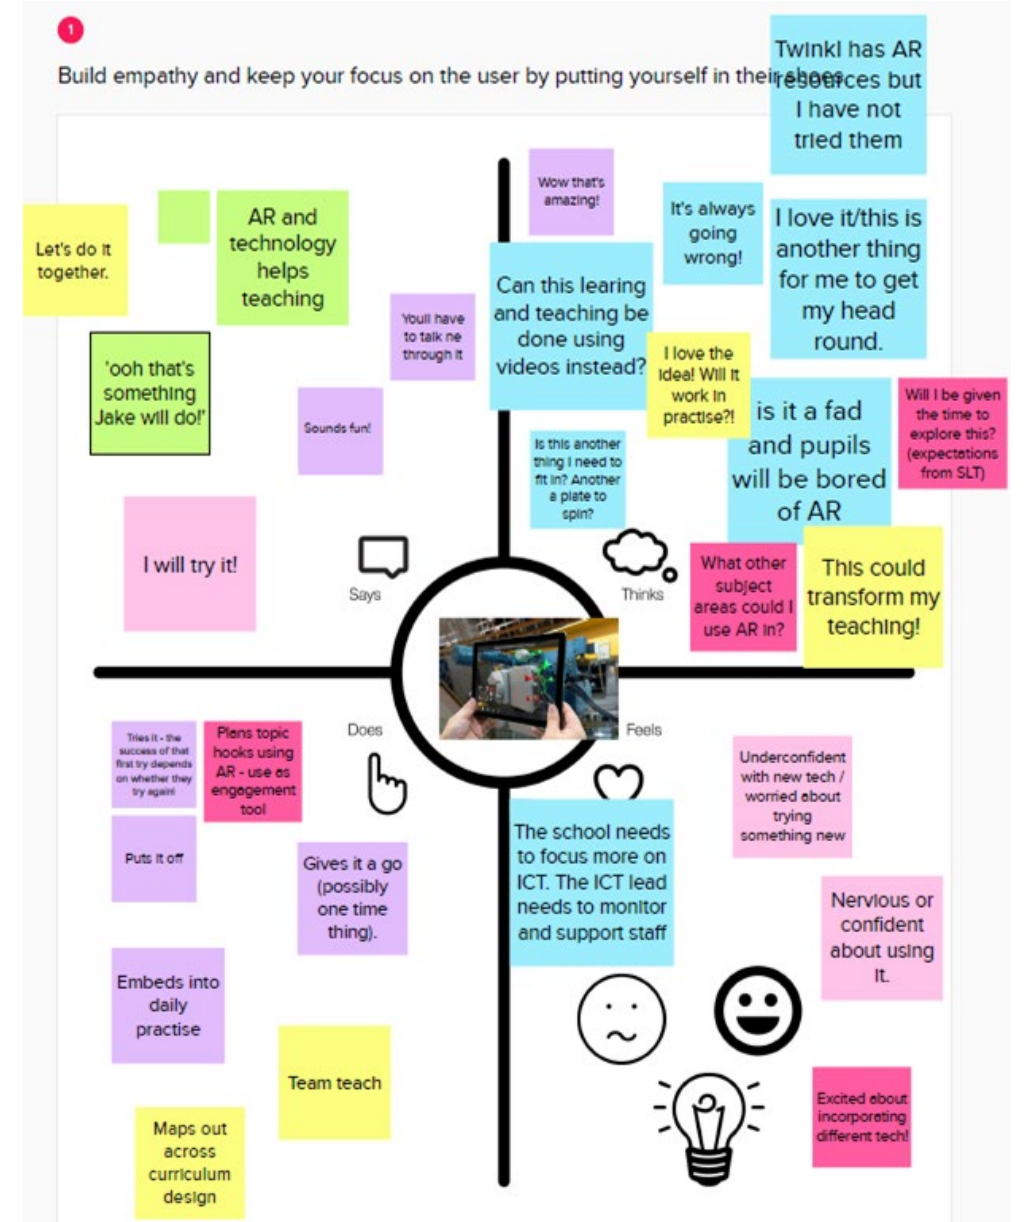 1
Build empathy and keep your focus on the user by putting yourself in their shoes.
Twinkl has AR
resources but
I have not
tried them
Let's do it
together.
AR and
technology
helps
teaching
'ooh that's
something
Jake will do!'
Youll have
to talk ne
through it
Sounds fun!
I will try it!
Says
Wow that's
amazing!
It's always
going
wrong!
I love it/this is
another thing
for me to get
my head
round.
Can this learing
and teaching be
done using
videos instead?
I love the
idea! Will it
work in
practise?!
is it a fad
and pupils
will be bored
of AR
Will I be given
the time to
explore this?
(expectations
from SLT)
Is this another
thing I need to
fit in? Another
a plate to
spin?
Thinks
What other
subject
areas could I
use AR in?
This could
transform my
teaching!
Does
Tries it - the
success of that
first try depends
on whether they
try again!
Plans topic
hooks using
AR - use as
engagement
tool
Puts it off
Gives it a go
(possibly
one time
thing).
Embeds into
daily
practise
Team teach
Maps out
across
curriculum
design
Feels
Underconfident
with new tech /
worried about
trying
something new
The school needs
to focus more on
ICT. The ICT lead
needs to monitor
and support staff
Nervious or
confident
about using
it.
Excited about
incorporating
different tech!